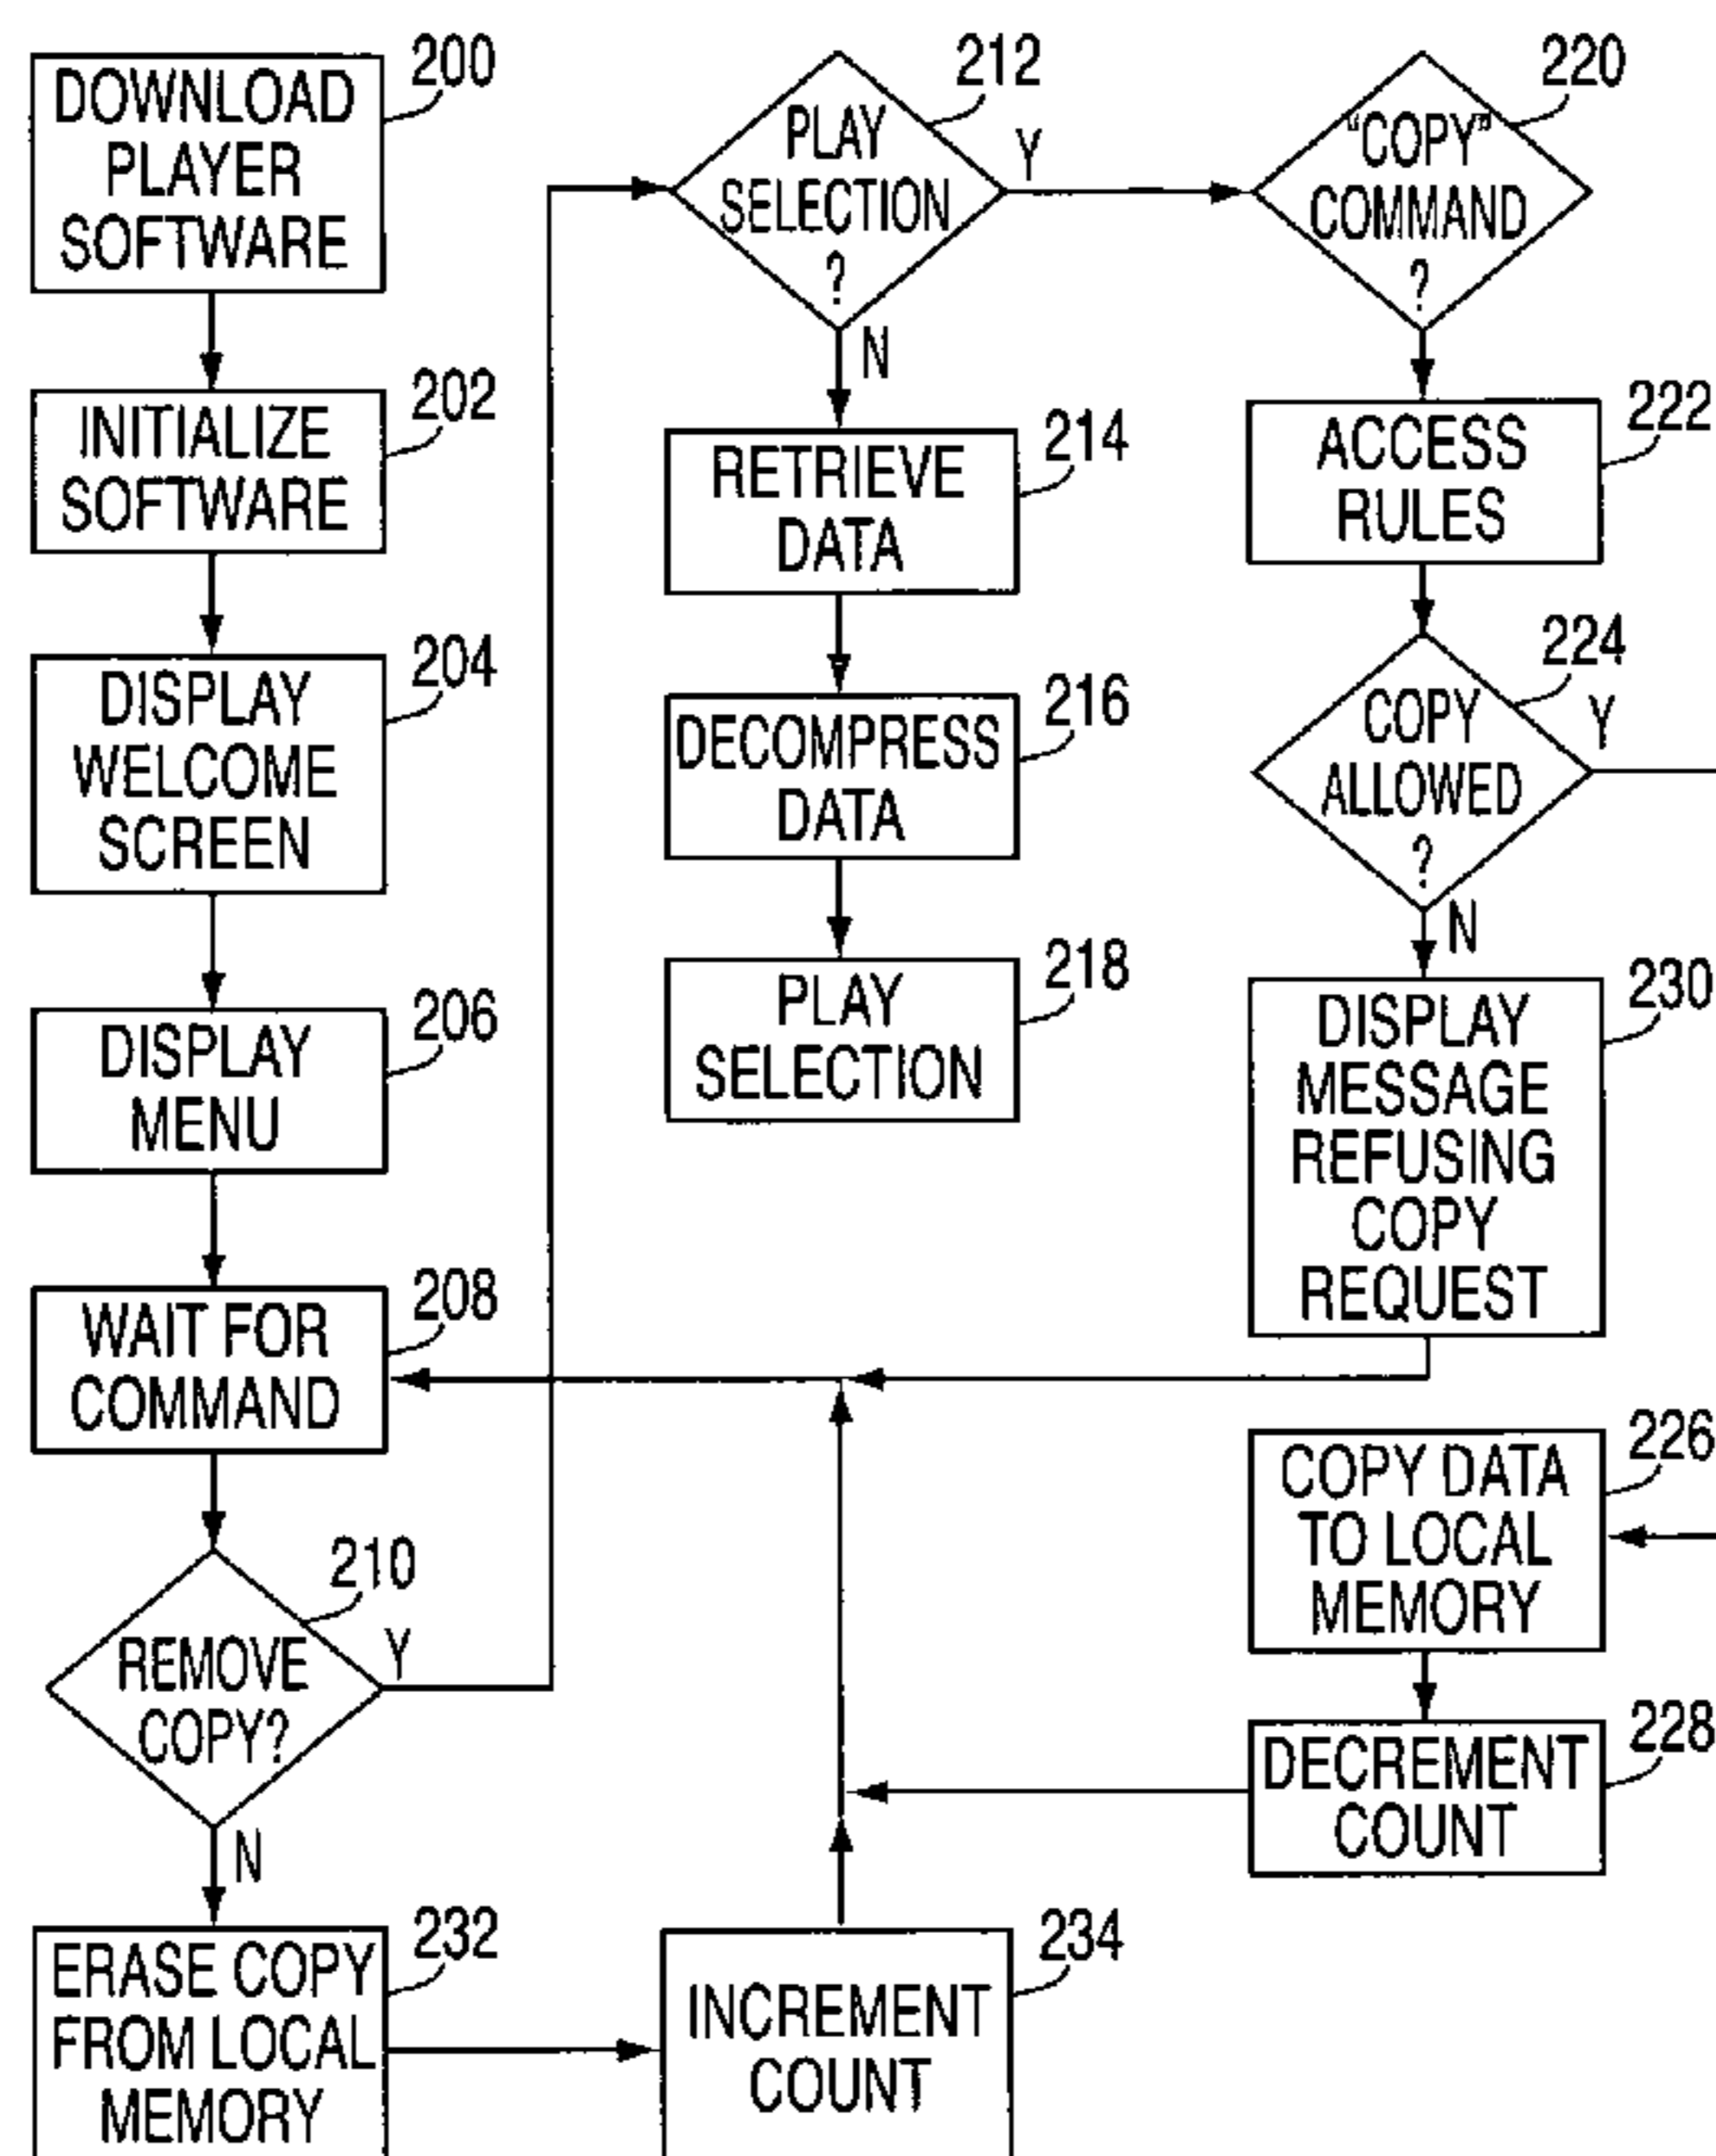 200
DOWNLOAD
PLAYER
SOFTWARE
202
INITIALIZE
SOFTWARE
204
DISPLAY
WELCOME
SCREEN
206
DISPLAY
MENU
208
WAIT FOR
COMMAND
210
REMOVE
COPY?
Y
N
232
ERASE COPY
FROM LOCAL
MEMORY
212
PLAY
SELECTION
?
Y
N
214
RETRIEVE
DATA
216
DECOMPRESS
DATA
218
PLAY
SELECTION
234
INCREMENT
COUNT
220
"COPY"
COMMAND
?
222
ACCESS
RULES
224
COPY
ALLOWED
?
Y
N
230
DISPLAY
MESSAGE
REFUSING
COPY
REQUEST
226
COPY DATA
TO LOCAL
MEMORY
228
DECREMENT
COUNT